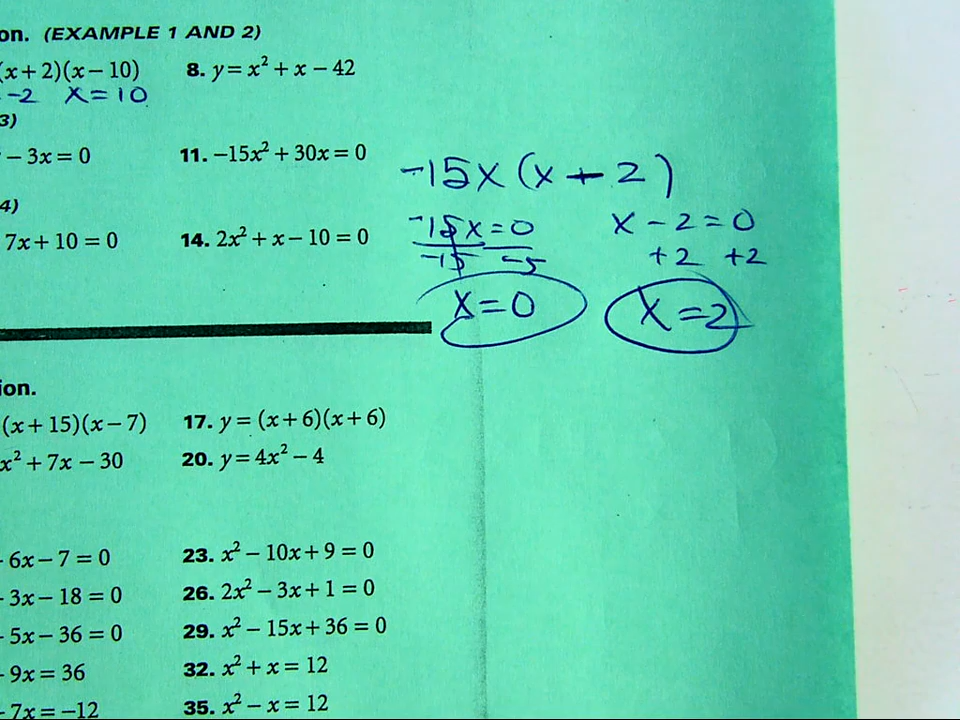 on. (EXAMPLE 1 AND 2)
(x + 2)(x − 10) 8. y = x² + x − 42
-2 x = 10
3)
− 3x = 0 11. −15x² + 30x = 0
-15x (x + 2)
4)
-15x = 0 x - 2 = 0
7x + 10 = 0 14. 2x² + x − 10 = 0
-15 -5 +2 +2
x = 0 x = 2
ion.
(x + 15)(x − 7) 17. y = (x + 6)(x + 6)
x² + 7x − 30 20. y = 4x² − 4
- 6x − 7 = 0 23. x² − 10x + 9 = 0
- 3x − 18 = 0 26. 2x² − 3x + 1 = 0
- 5x − 36 = 0 29. x² − 15x + 36 = 0
- 9x = 36 32. x² + x = 12
- 7x = −12 35. x² − x = 12